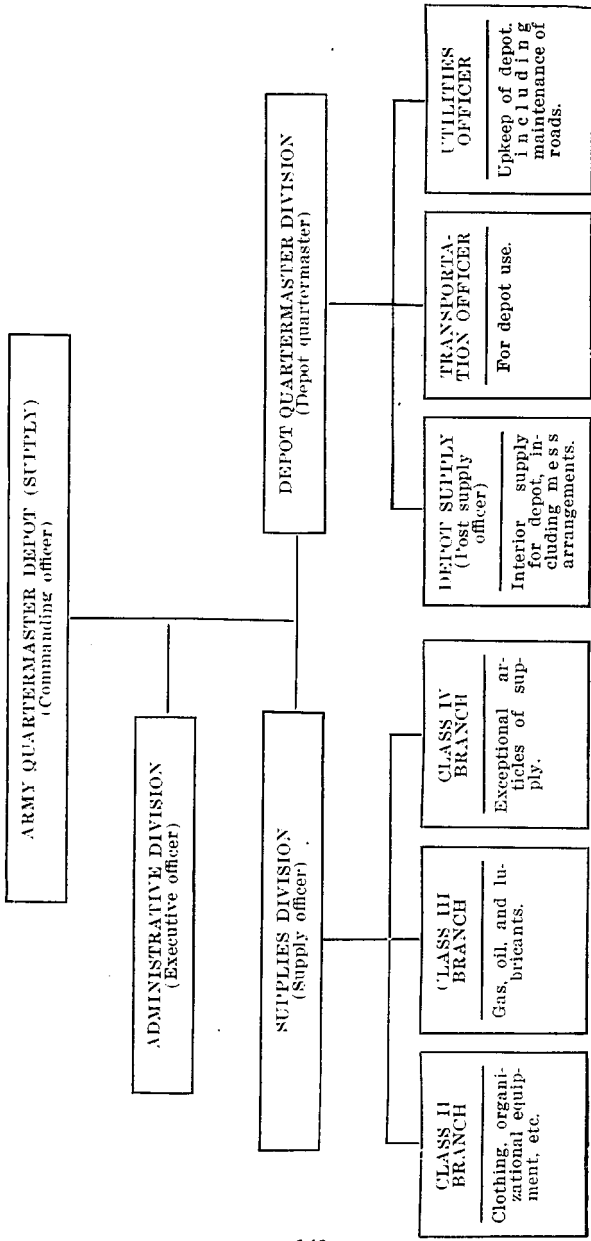 ARMY QUARTERMASTER DEPOT (SUPPLY)
(Commanding officer)
ADMINISTRATIVE DIVISION
(Executive officer)
SUPPLIES DIVISION
(Supply officer)
DEPOT QUARTERMASTER DIVISION
(Depot quartermaster)
CLASS II
BRANCH
Clothing, organi-
zational equip-
ment, etc.
CLASS III
BRANCH
Gas, oil, and lu-
bricants.
CLASS IV
BRANCH
Exceptional ar-
ticles of sup-
ply.
DEPOT SUPPLY
(Post supply
officer)
Interior supply
for depot, in-
cluding mess
arrangements.
TRANSPORTA-
TION OFFICER
For depot use.
UTILITIES
OFFICER
Upkeep of depot.
including
maintenance of
roads.